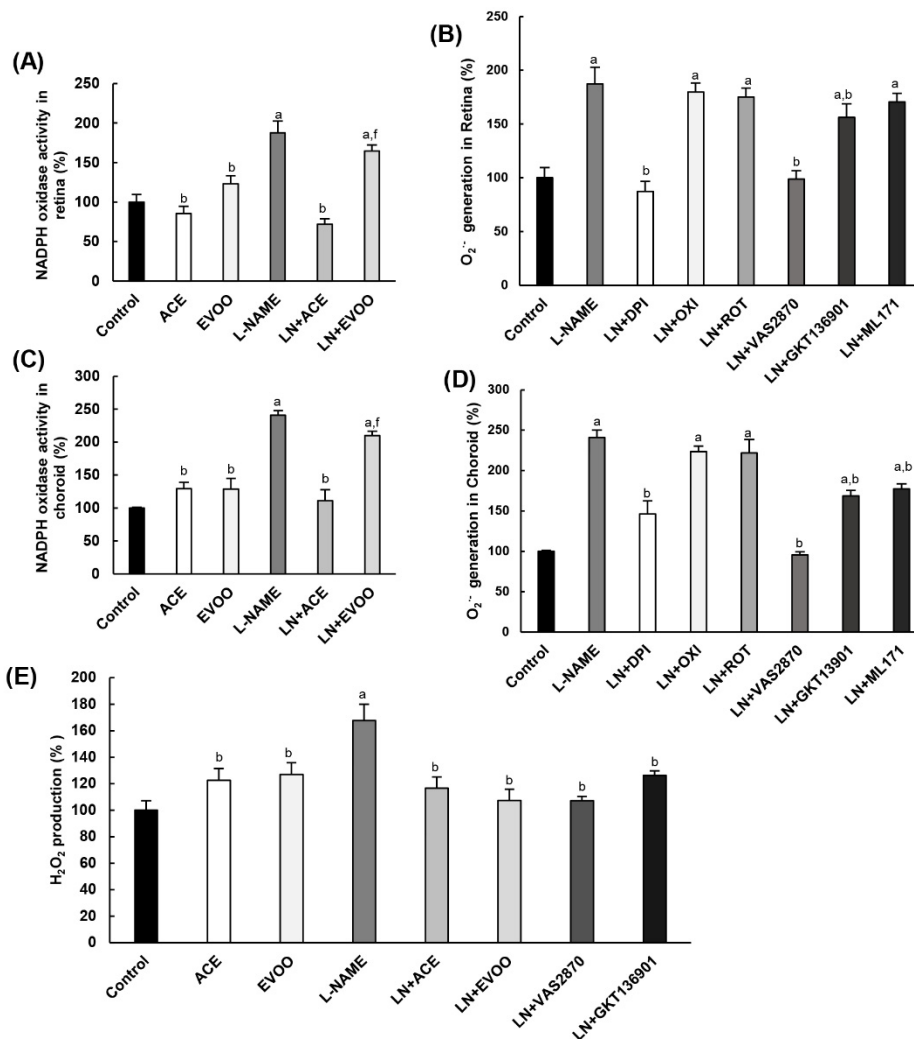 (A)
NADPH oxidase activity in
retina (%)
250
200
150
100
50
0
b
b
a
b
a,f
Control
ACE
EVOO
L-NAME
LN+ACE
LN+EVOO
(B)
O₂·- generation in Retina (%)
250
200
150
100
50
0
a
b
a
a
b
a,b
a
Control
L-NAME
LN+DPI
LN+OXI
LN+ROT
LN+VAS2870
LN+GKT136901
LN+ML171
(C)
NADPH oxidase activity in
choroid (%)
300
250
200
150
100
50
0
b
b
a
b
a,f
Control
ACE
EVOO
L-NAME
LN+ACE
LN+EVOO
(D)
O₂·- generation in Choroid (%)
300
250
200
150
100
50
0
a
b
a
a
b
a,b
a,b
Control
L-NAME
LN+DPI
LN+OXI
LN+ROT
LN+VAS2870
LN+GKT13901
LN+ML171
(E)
H₂O₂ production (% )
200
180
160
140
120
100
80
60
40
20
0
b
b
a
b
b
b
b
Control
ACE
EVOO
L-NAME
LN+ACE
LN+EVOO
LN+VAS2870
LN+GKT136901